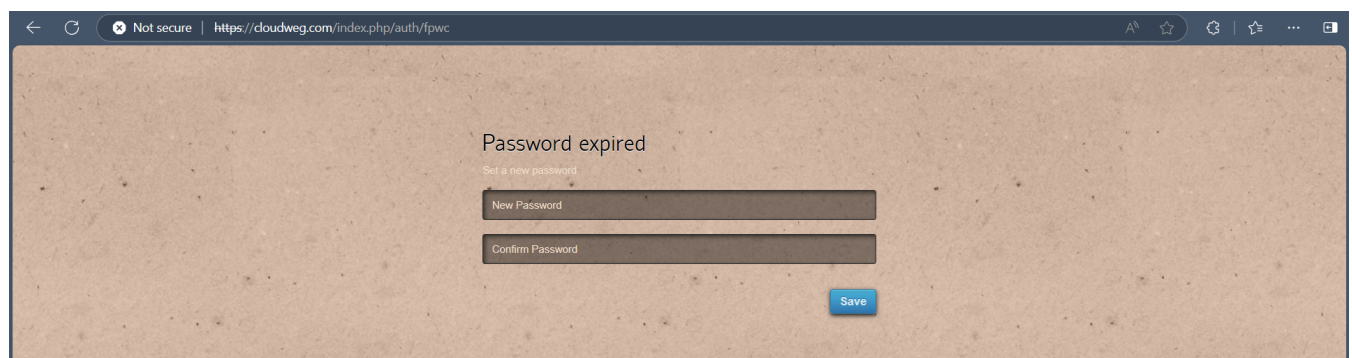 Not secure | https://cloudweg.com/index.php/auth/fpwc
Password expired
Set a new password
New Password
Confirm Password
Save